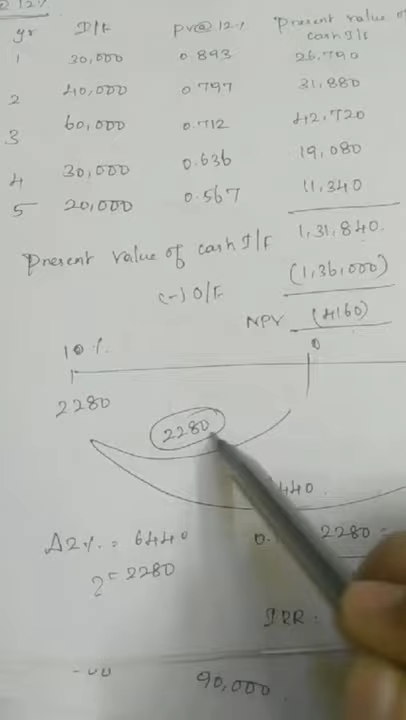 @ 12%
yr I/F PV@12% Present value of cash I/F
1 30,000 0.893 26,790
2 40,000 0.797 31,880
3 60,000 0.712 42,720
4 30,000 0.636 19,080
5 20,000 0.567 11,340
Present value of cash I/F 1,31,840.
(-) O/F (1,36,000)
NPV (4160)
10%. 0
2280
2280
440
Δ2% = 6440 0. 2280 =
? = 2280
IRR:
90,000